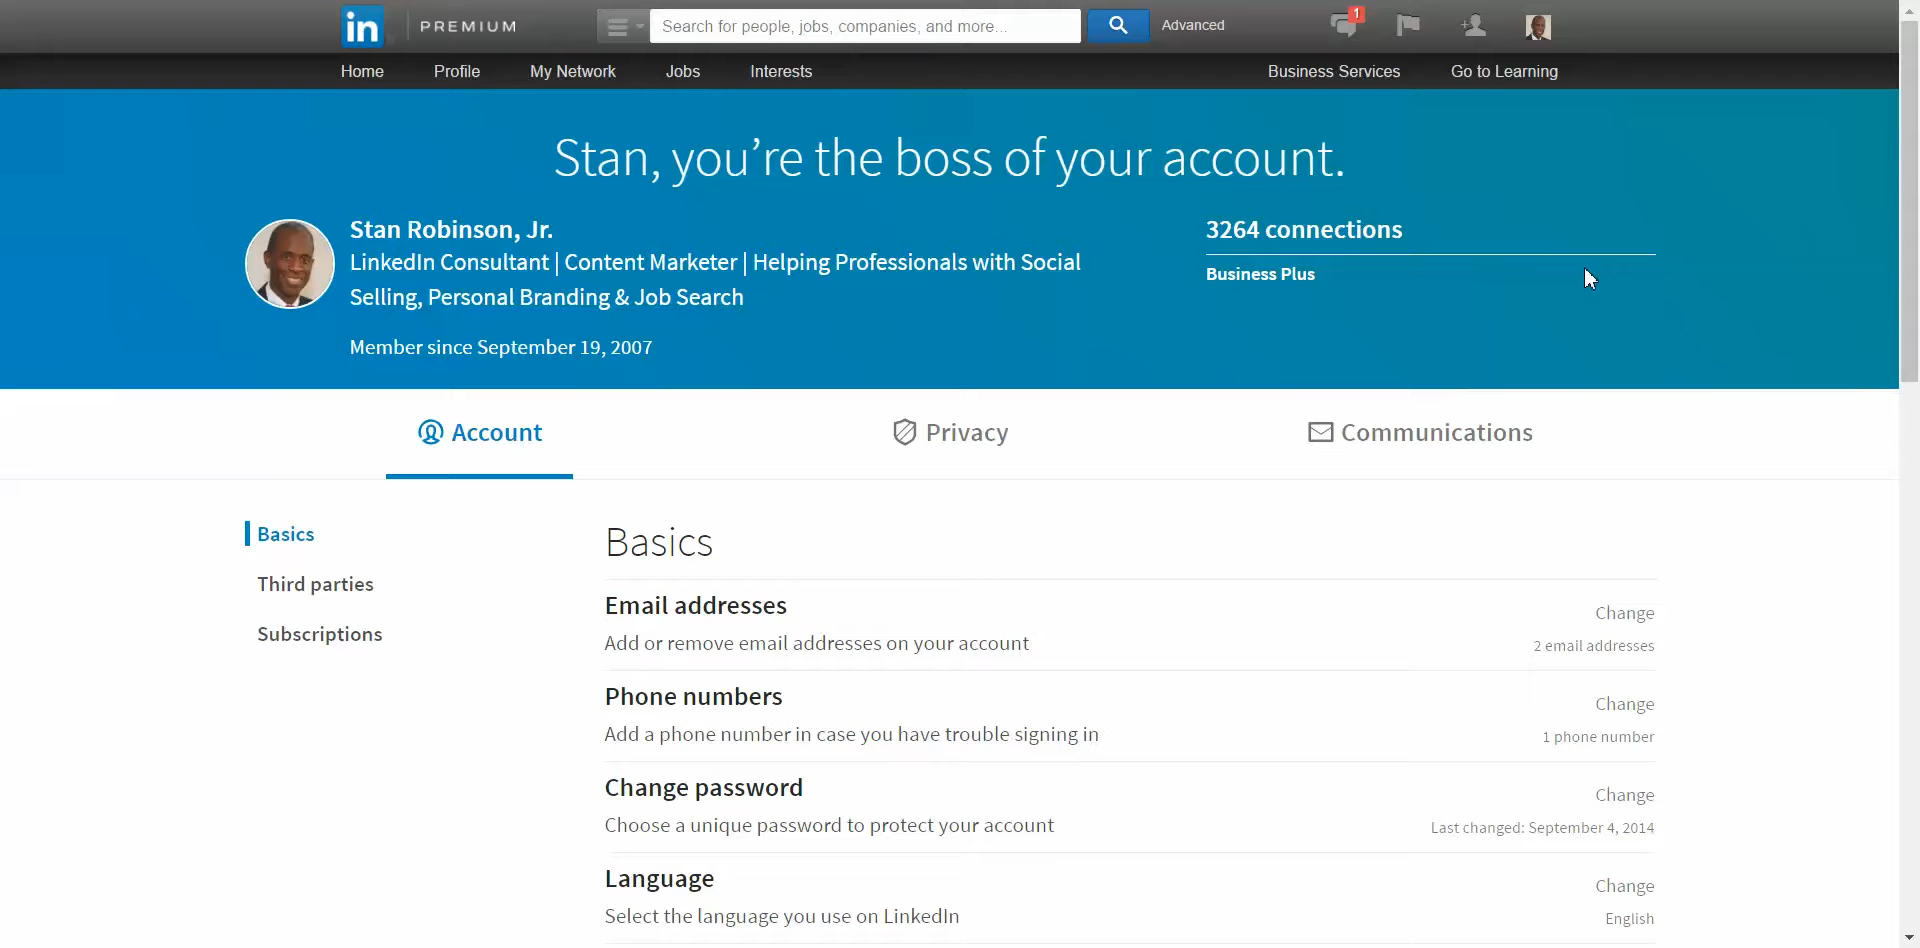 in PREMIUM Search for people, jobs, companies, and more... Advanced 1
Home Profile My Network Jobs Interests Business Services Go to Learning
Stan, you’re the boss of your account.
Stan Robinson, Jr.
LinkedIn Consultant | Content Marketer | Helping Professionals with Social
Selling, Personal Branding & Job Search
Member since September 19, 2007
3264 connections
Business Plus
Account Privacy Communications
Basics
Third parties
Subscriptions
Basics
Email addresses
Change
Add or remove email addresses on your account
2 email addresses
Phone numbers
Change
Add a phone number in case you have trouble signing in
1 phone number
Change password
Change
Choose a unique password to protect your account
Last changed: September 4, 2014
Language
Change
Select the language you use on LinkedIn
English